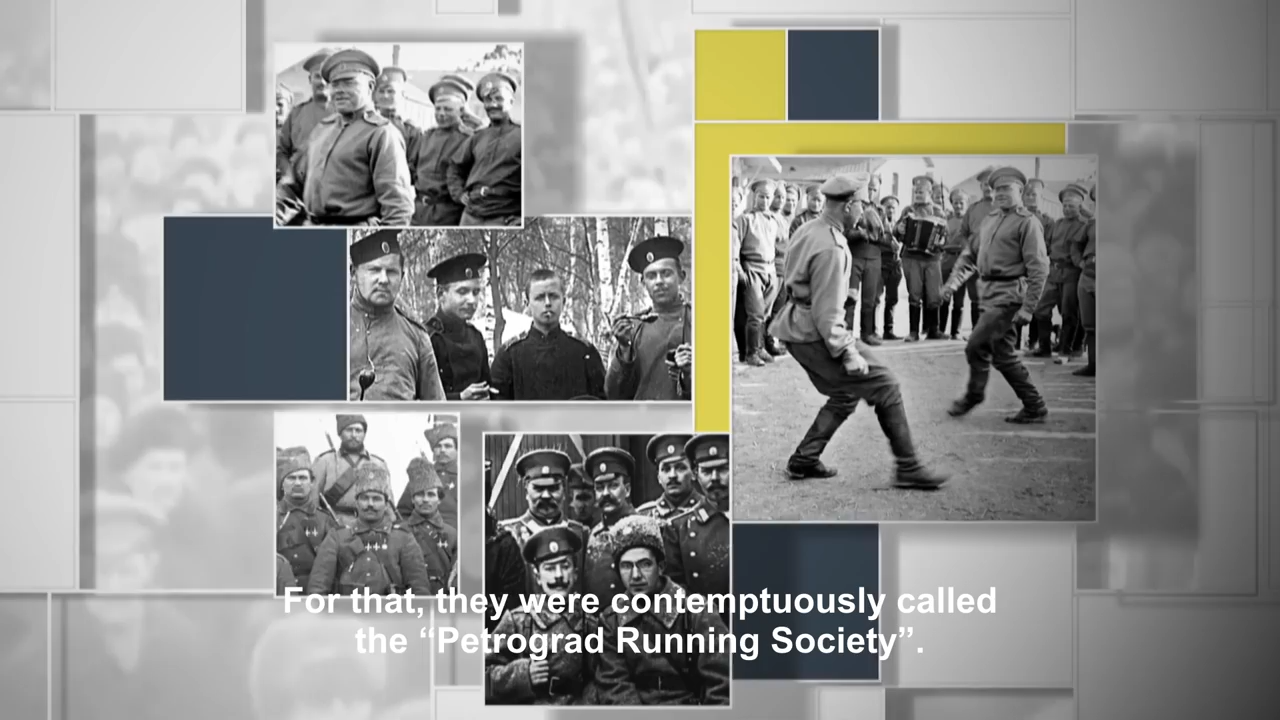 For that, they were contemptuously called
the “Petrograd Running Society”.